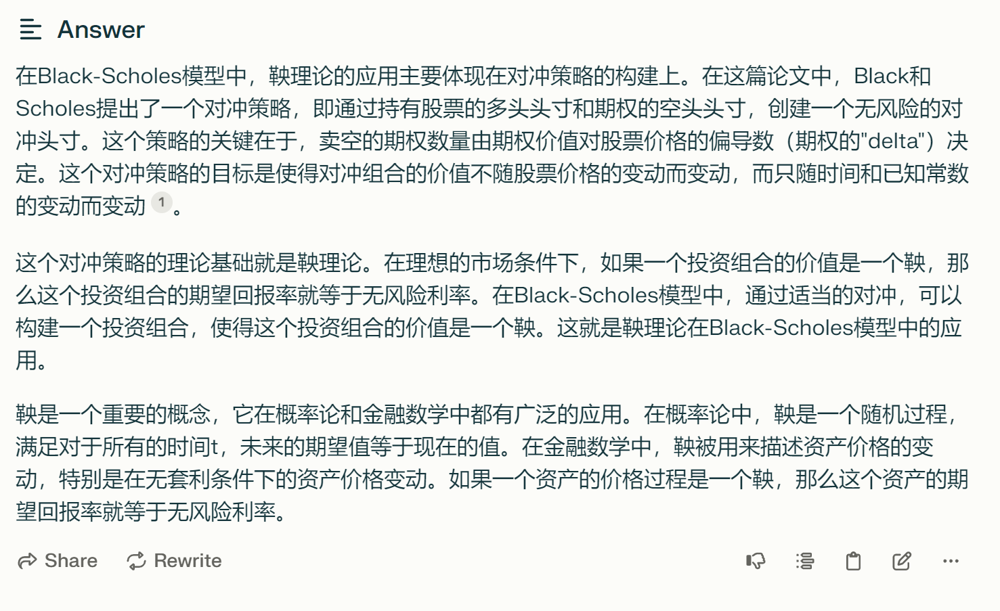 Answer
在Black-Scholes模型中，鞅理论的应用主要体现在对冲策略的构建上。在这篇论文中，Black和
Scholes提出了一个对冲策略，即通过持有股票的多头头寸和期权的空头头寸，创建一个无风险的对
冲头寸。这个策略的关键在于，卖空的期权数量由期权价值对股票价格的偏导数（期权的"delta"）决
定。这个对冲策略的目标是使得对冲组合的价值不随股票价格的变动而变动，而只随时间和已知常数
的变动而变动 1 。
这个对冲策略的理论基础就是鞅理论。在理想的市场条件下，如果一个投资组合的价值是一个鞅，那
么这个投资组合的期望回报率就等于无风险利率。在Black-Scholes模型中，通过适当的对冲，可以
构建一个投资组合，使得这个投资组合的价值是一个鞅。这就是鞅理论在Black-Scholes模型中的应
用。
鞅是一个重要的概念，它在概率论和金融数学中都有广泛的应用。在概率论中，鞅是一个随机过程，
满足对于所有的时间t，未来的期望值等于现在的值。在金融数学中，鞅被用来描述资产价格的变
动，特别是在无套利条件下的资产价格变动。如果一个资产的价格过程是一个鞅，那么这个资产的期
望回报率就等于无风险利率。
Share Rewrite